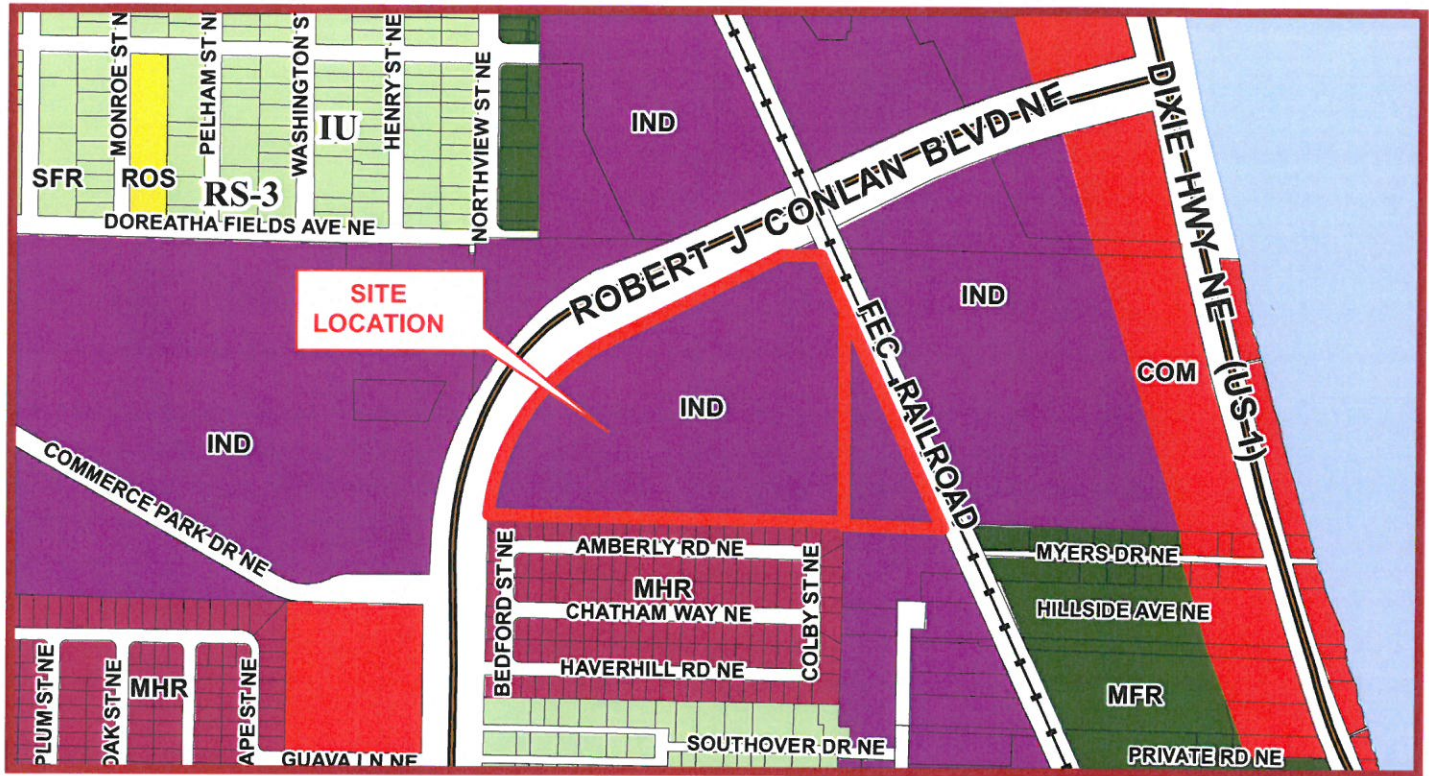 MONROE ST NE
PELHAM ST NE
WASHINGTON ST
HENRY ST NE
NORTHVIEW ST NE
IU
SFR
ROS
RS-3
DOREATHA FIELDS AVE NE
IND
ROBERT J CONLAN BLVD NE
DIXIE HWY NE (US 1)
SITE
LOCATION
IND
FEC RAILROAD
COM
IND
IND
COMMERCE PARK DR NE
BEDFORD ST NE
AMBERLY RD NE
MHR
CHATHAM WAY NE
HAVERHILL RD NE
COLBY ST NE
MYERS DR NE
HILLSIDE AVE NE
MFR
PLUM ST NE
OAK ST NE
MHR
APE ST NE
GUAVA LN NE
SOUTHOVER DR NE
PRIVATE RD NE